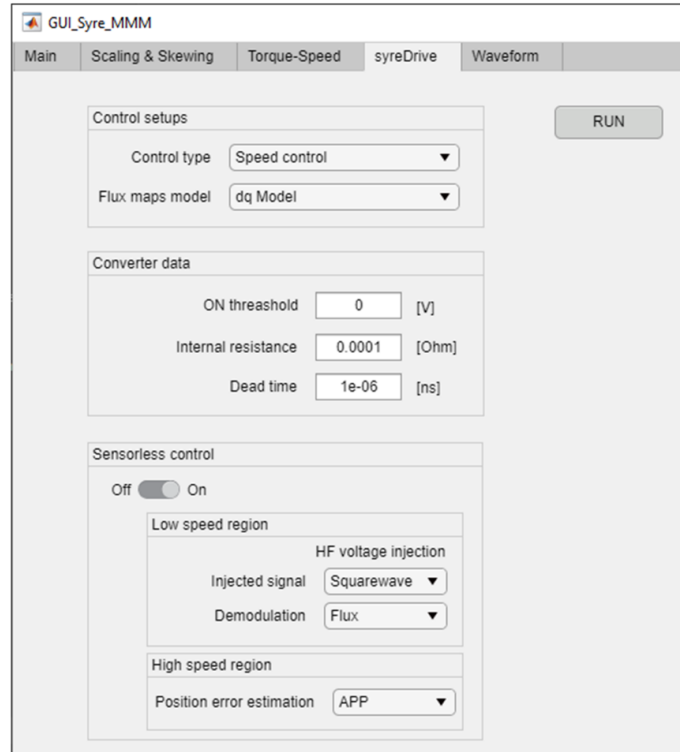 GUI_Syre_MMM
Main Scaling & Skewing Torque-Speed syreDrive Waveform
Control setups
RUN
Control type Speed control
Flux maps model dq Model
Converter data
ON threashold 0 [V]
Internal resistance 0.0001 [Ohm]
Dead time 1e-06 [ns]
Sensorless control
Off On
Low speed region
HF voltage injection
Injected signal Squarewave
Demodulation Flux
High speed region
Position error estimation APP